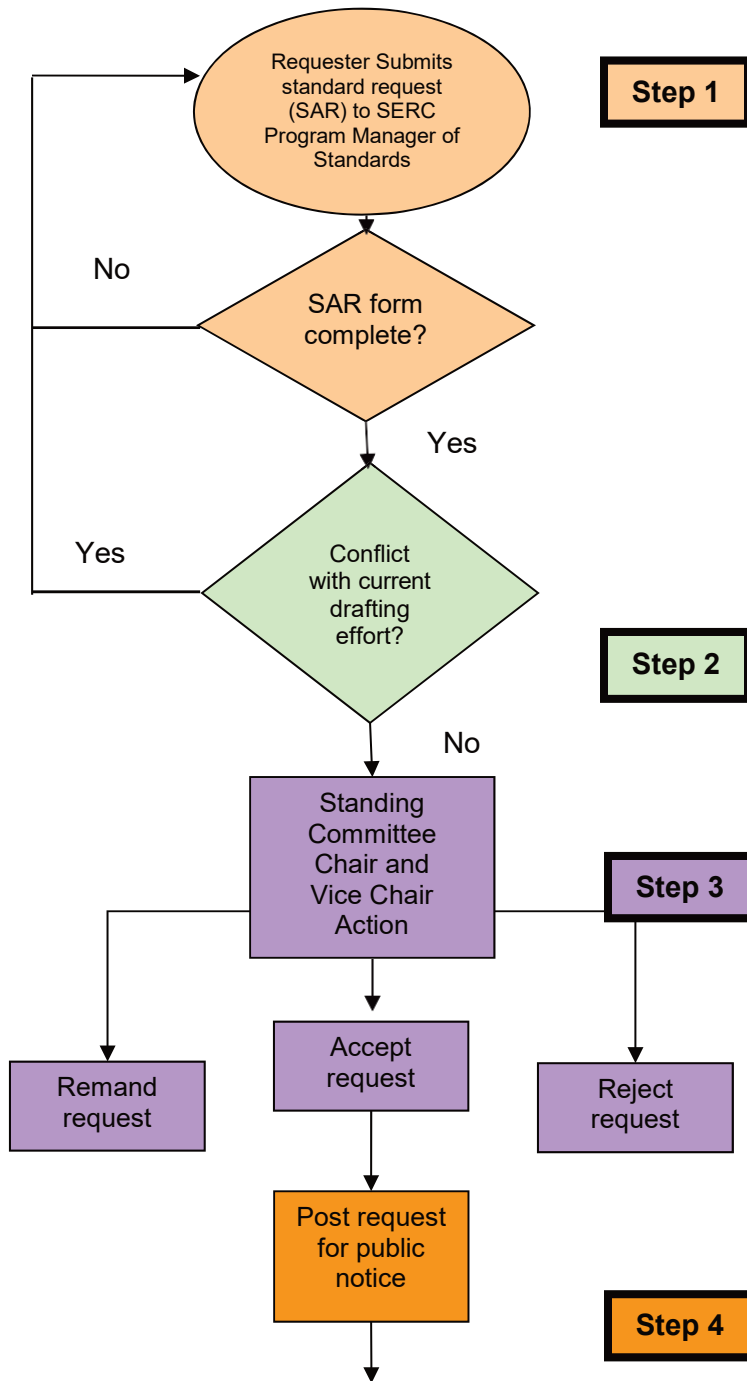 Requester Submits
standard request
(SAR) to SERC
Program Manager of
Standards
Step 1
No
SAR form
complete?
Yes
Yes
Conflict
with current
drafting
effort?
Step 2
No
Standing
Committee
Chair and
Vice Chair
Action
Step 3
Remand
request
Accept
request
Reject
request
Post request
for public
notice
Step 4